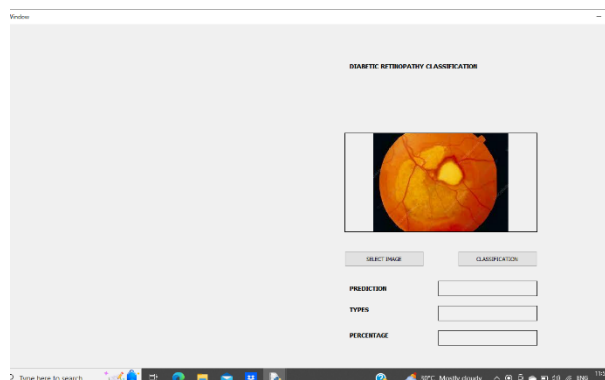 Window
DIABETIC RETINOPATHY CLASSIFICATION
SELECT IMAGE
CLASSIFICATION
PREDICTION
TYPES
PERCENTAGE
Type here to search
Mostly cloudy
ENG